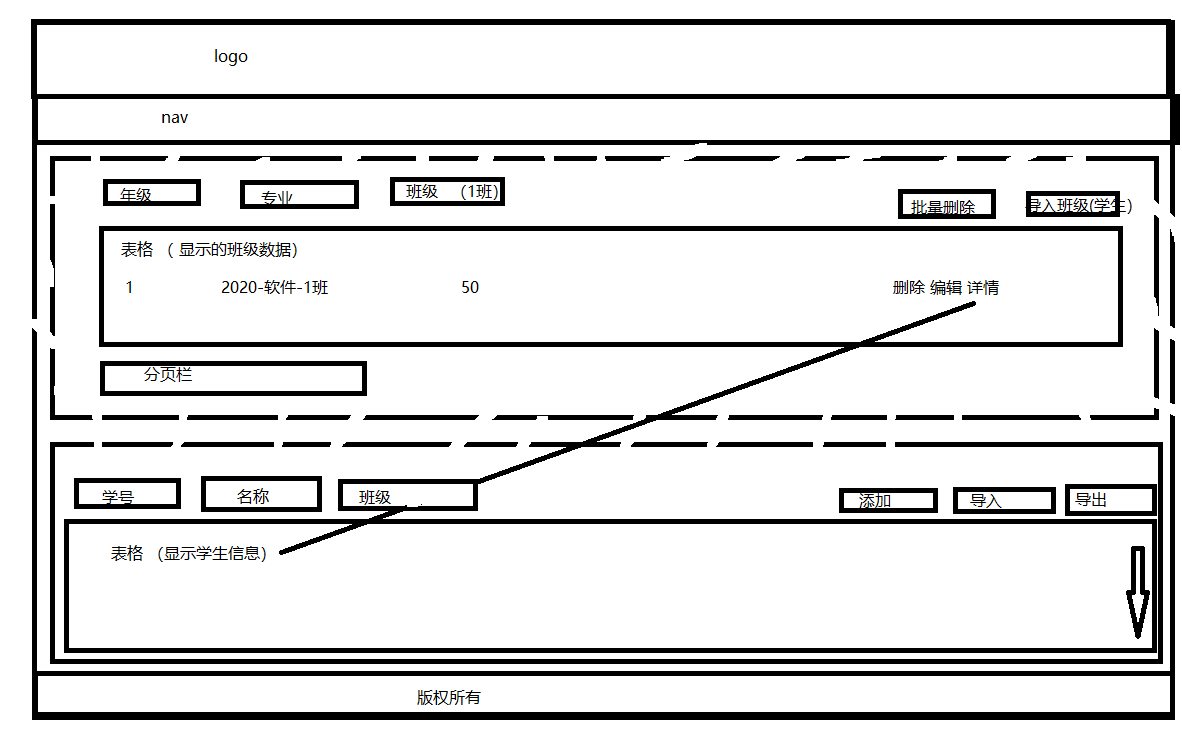 logo
nav
年级 专业 班级 （1班）
批量删除 导入班级(学生）
表格 （ 显示的班级数据）
1 2020-软件-1班 50 删除 编辑 详情
分页栏
学号 名称 班级 添加 导入 导出
表格 （显示学生信息）
版权所有